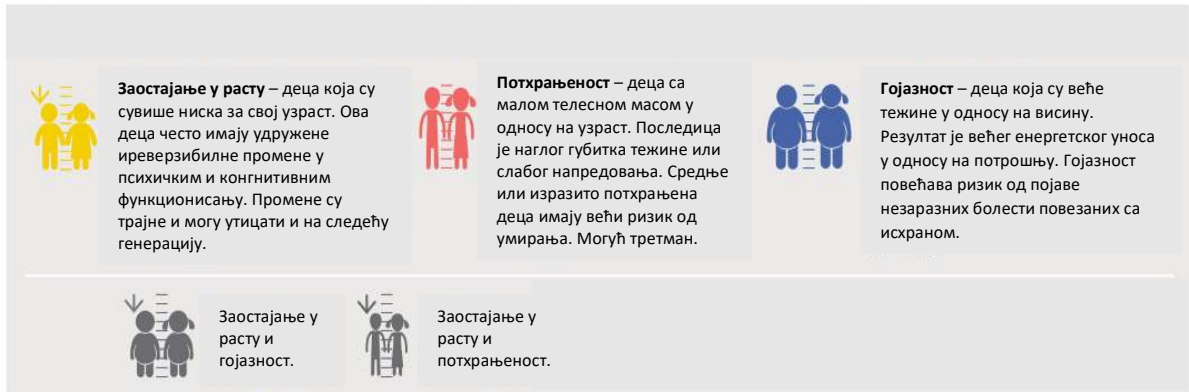 Заостајање у расту – деца која су
сувише ниска за свој узраст. Ова
деца често имају удружене
иреверзибилне промене у
психичким и конгнитивним
функционисању. Промене су
трајне и могу утицати и на следећу
генерацију.
Потхрањеност – деца са
малом телесном масом у
односу на узраст. Последица
је наглог губитка тежине или
слабог напредовања. Средње
или изразито потхрањена
деца имају већи ризик од
умирања. Могућ третман.
Гојазност – деца која су веће
тежине у односу на висину.
Резултат је већег енергетског уноса
у односу на потрошњу. Гојазност
повећава ризик од појаве
незаразних болести повезаних са
исхраном.
Заостајање у
расту и
гојазност.
Заостајање у
расту и
потхрањеност.